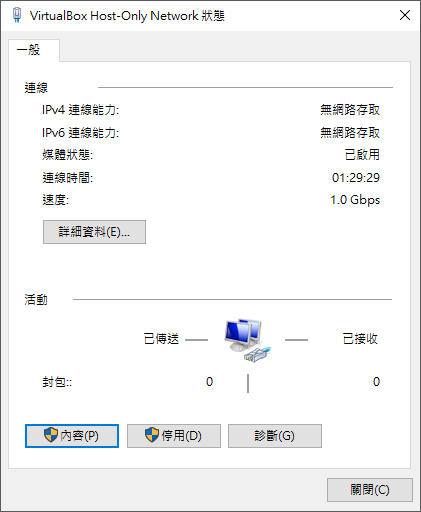 VirtualBox Host-Only Network 狀態
一般
連線
IPv4 連線能力: 無網路存取
IPv6 連線能力: 無網路存取
媒體狀態: 已啟用
連線時間: 01:29:29
速度: 1.0 Gbps
詳細資料(E)...
活動
已傳送 已接收
封包:: 0 0
內容(P) 停用(D) 診斷(G)
關閉(C)